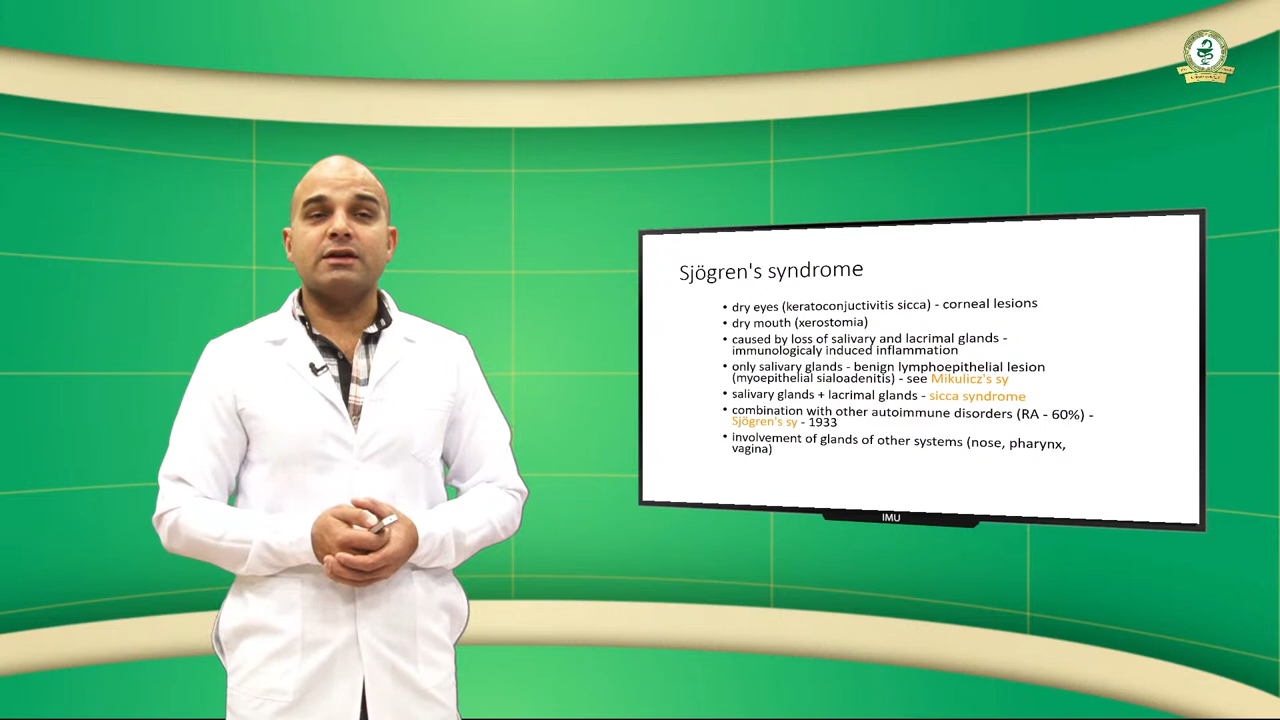 Sjögren's syndrome
• dry eyes (keratoconjuctivitis sicca) - corneal lesions
• dry mouth (xerostomia)
• caused by loss of salivary and lacrimal glands -
immunologicaly induced inflammation
• only salivary glands - benign lymphoepithelial lesion
(myoepithelial sialoadenitis) - see Mikulicz's sy
• salivary glands + lacrimal glands - sicca syndrome
• combination with other autoimmune disorders (RA - 60%) -
Sjögren's sy - 1933
• involvement of glands of other systems (nose, pharynx,
vagina)
IMU